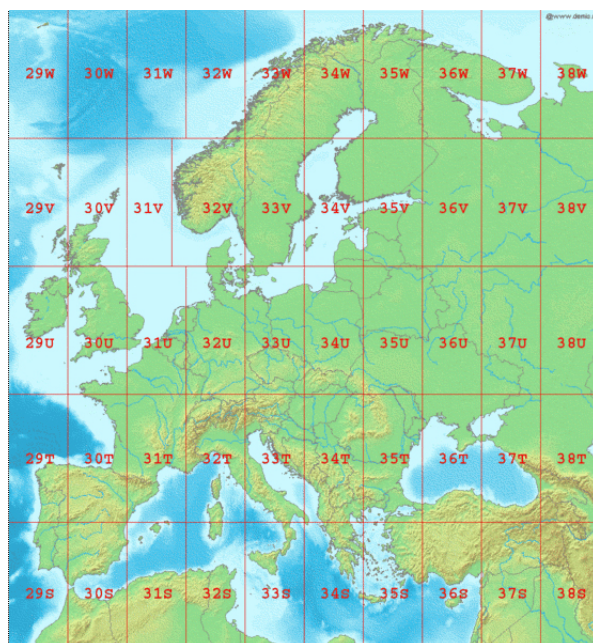 @www.demis.
29W 30W 31W 32W 33W 34W 35W 36W 37W 38W
29V 30V 31V 32V 33V 34V 35V 36V 37V 38V
29U 30U 31U 32U 33U 34U 35U 36U 37U 38U
29T 30T 31T 32T 33T 34T 35T 36T 37T 38T
29S 30S 31S 32S 33S 34S 35S 36S 37S 38S